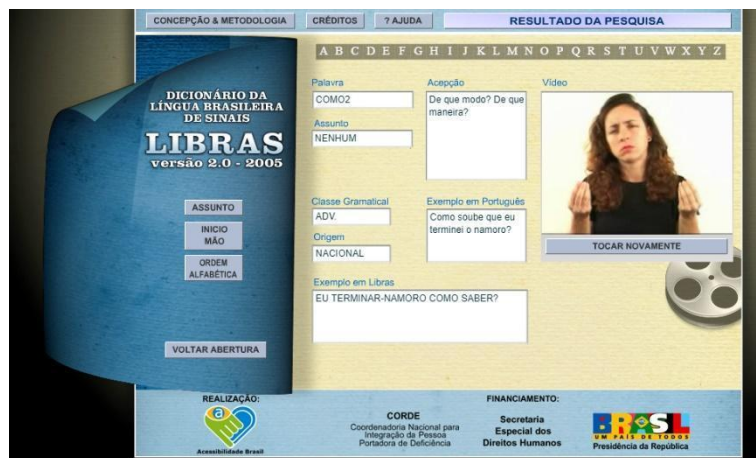 CONCEPÇÃO & METODOLOGIA
CRÉDITOS
? AJUDA
RESULTADO DA PESQUISA
A B C D E F G H I J K L M N O P Q R S T U V W X Y Z
DICIONÁRIO DA
LÍNGUA BRASILEIRA
DE SINAIS
LIBRAS
versão 2.0 - 2005
ASSUNTO
INICIO
MÃO
ORDEM
ALFABÉTICA
VOLTAR ABERTURA
Palavra
COMO2
Assunto
NENHUM
Acepção
De que modo? De que
maneira?
Vídeo
TOCAR NOVAMENTE
Classe Gramatical
ADV.
Origem
NACIONAL
Exemplo em Português
Como soube que eu
terminei o namoro?
Exemplo em Libras
EU TERMINAR-NAMORO COMO SABER?
REALIZAÇÃO:
Acessibilidade Brasil
CORDE
Coordenadoria Nacional para
Integração da Pessoa
Portadora de Deficiência
FINANCIAMENTO:
Secretaria
Especial dos
Direitos Humanos
BRASIL
UM PAÍS DE TODOS
Presidência da República